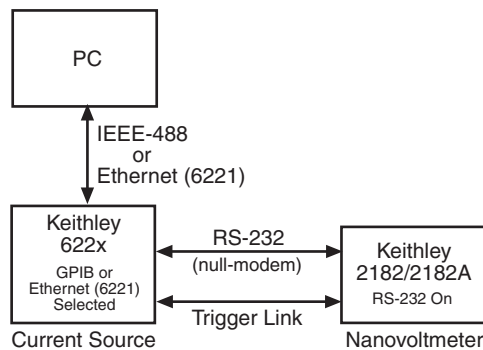 PC
IEEE-488
or
Ethernet (6221)
Keithley
622x
GPIB or
Ethernet (6221)
Selected
Current Source
RS-232
(null-modem)
Trigger Link
Keithley
2182/2182A
RS-232 On
Nanovoltmeter